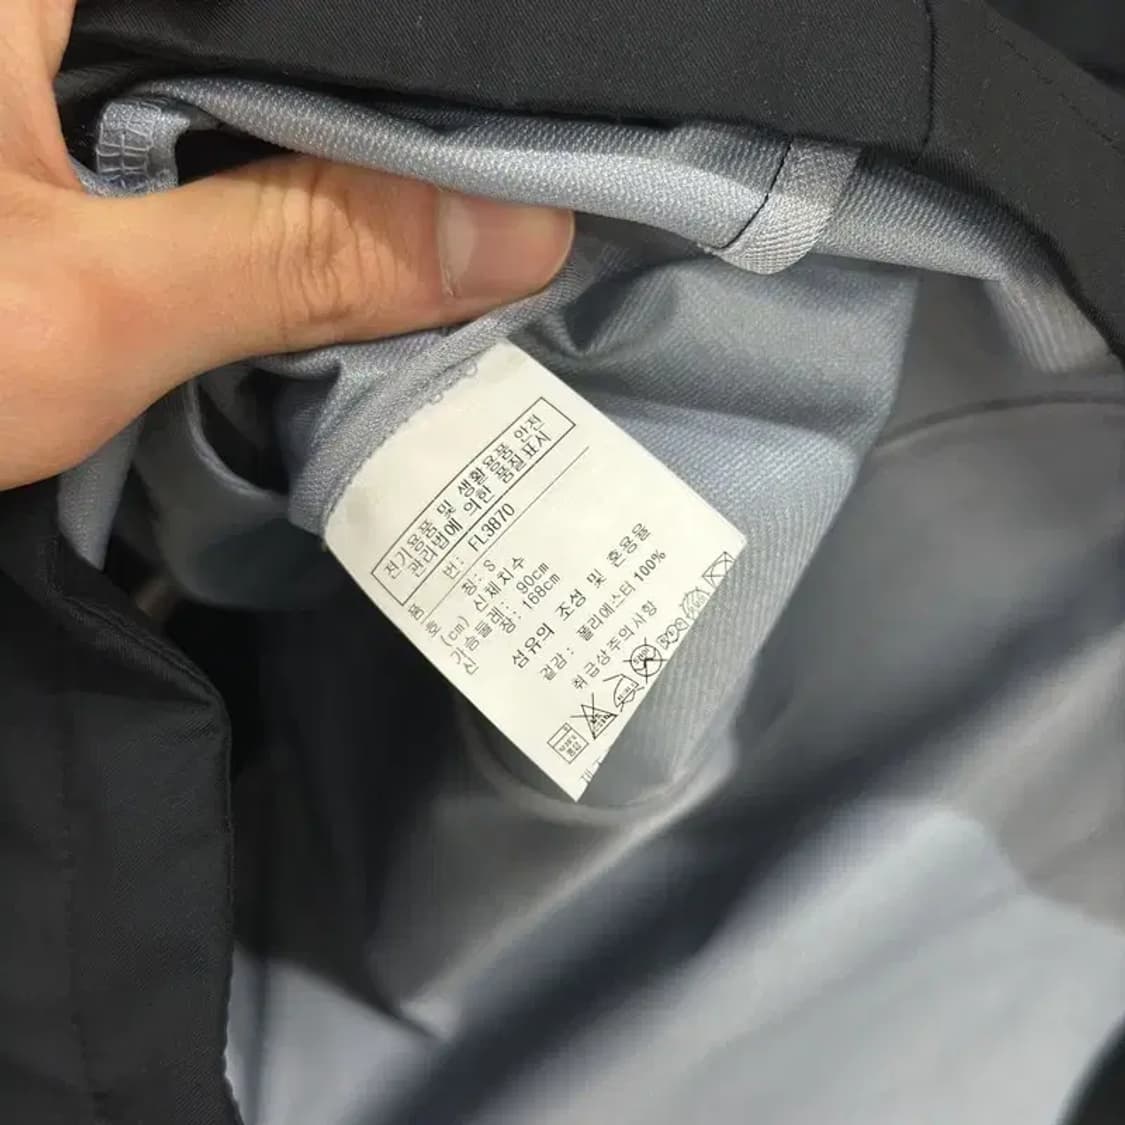 전기용품 및 생활용품 안전
관리법에 의한 품질표시
품 번: FL3870
호 칭: S
(cm) 신체치수
가슴둘레: 90cm
신 장: 168cm
섬유의 조성 및 혼용율
겉감: 폴리에스터 100%
취급상주의사항